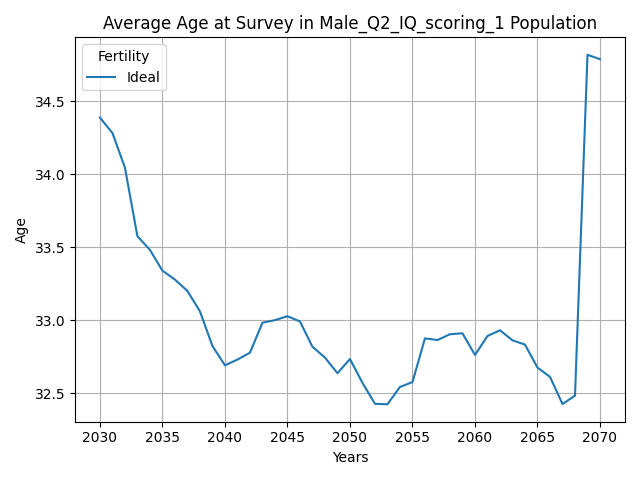 Average Age at Survey in Male_Q2_IQ_scoring_1 Population
Fertility
Ideal
Age
34.5
34.0
33.5
33.0
32.5
2030 2035 2040 2045 2050 2055 2060 2065 2070
Years